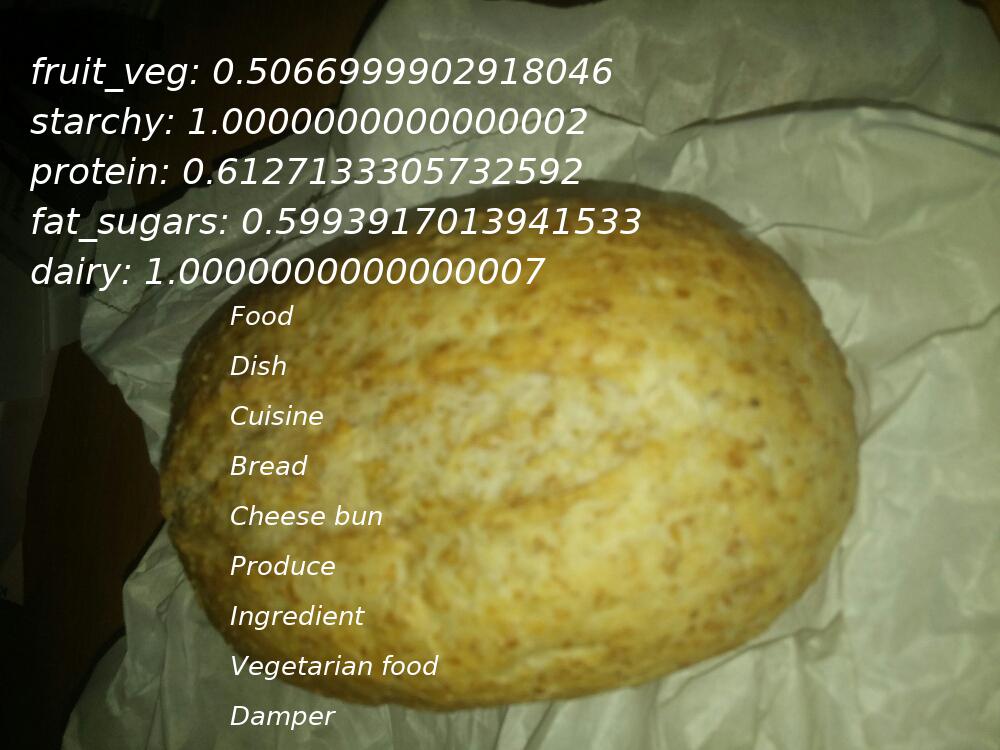 fruit_veg: 0.5066999902918046
starchy: 1.0000000000000002
protein: 0.6127133305732592
fat_sugars: 0.5993917013941533
dairy: 1.0000000000000007
Food
Dish
Cuisine
Bread
Cheese bun
Produce
Ingredient
Vegetarian food
Damper